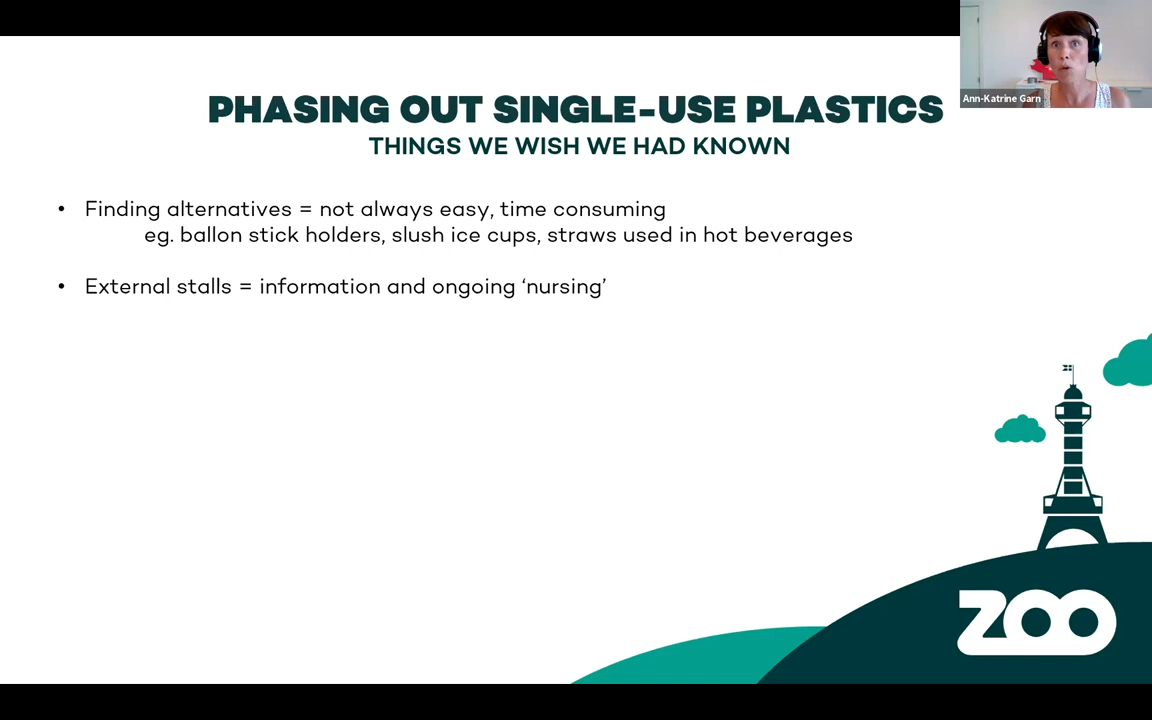 PHASING OUT SINGLE-USE PLASTICS
THINGS WE WISH WE HAD KNOWN
• Finding alternatives = not always easy, time consuming
eg. ballon stick holders, slush ice cups, straws used in hot beverages
• External stalls = information and ongoing ‘nursing’
Ann-Katrine Garn
ZOO